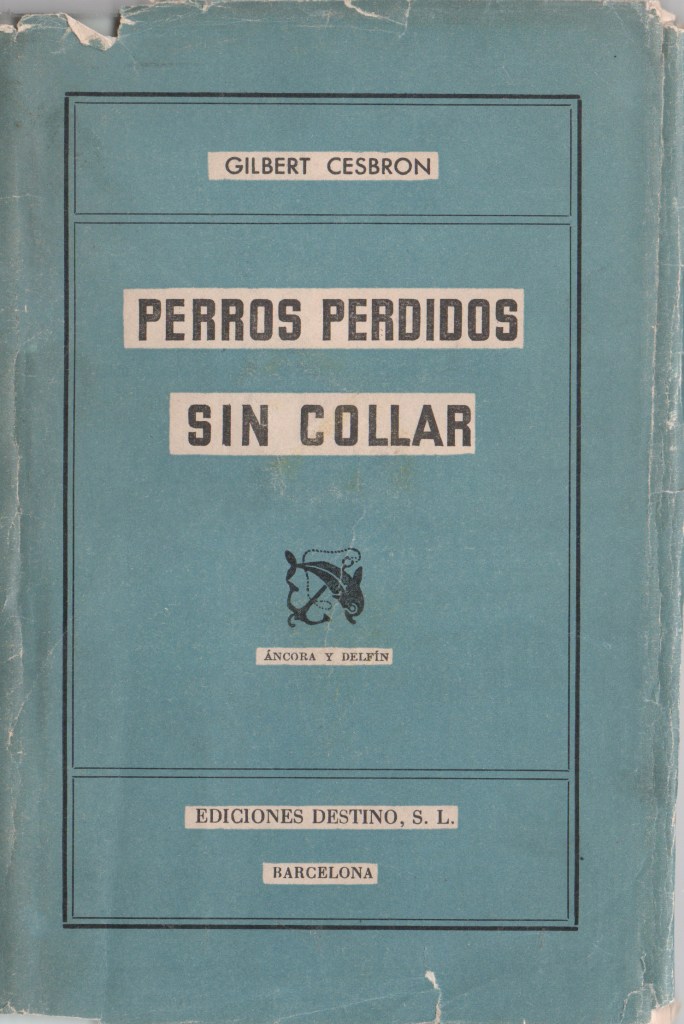 GILBERT CESBRON
PERROS PERDIDOS
SIN COLLAR
ÁNCORA Y DELFÍN
EDICIONES DESTINO, S. L.
BARCELONA